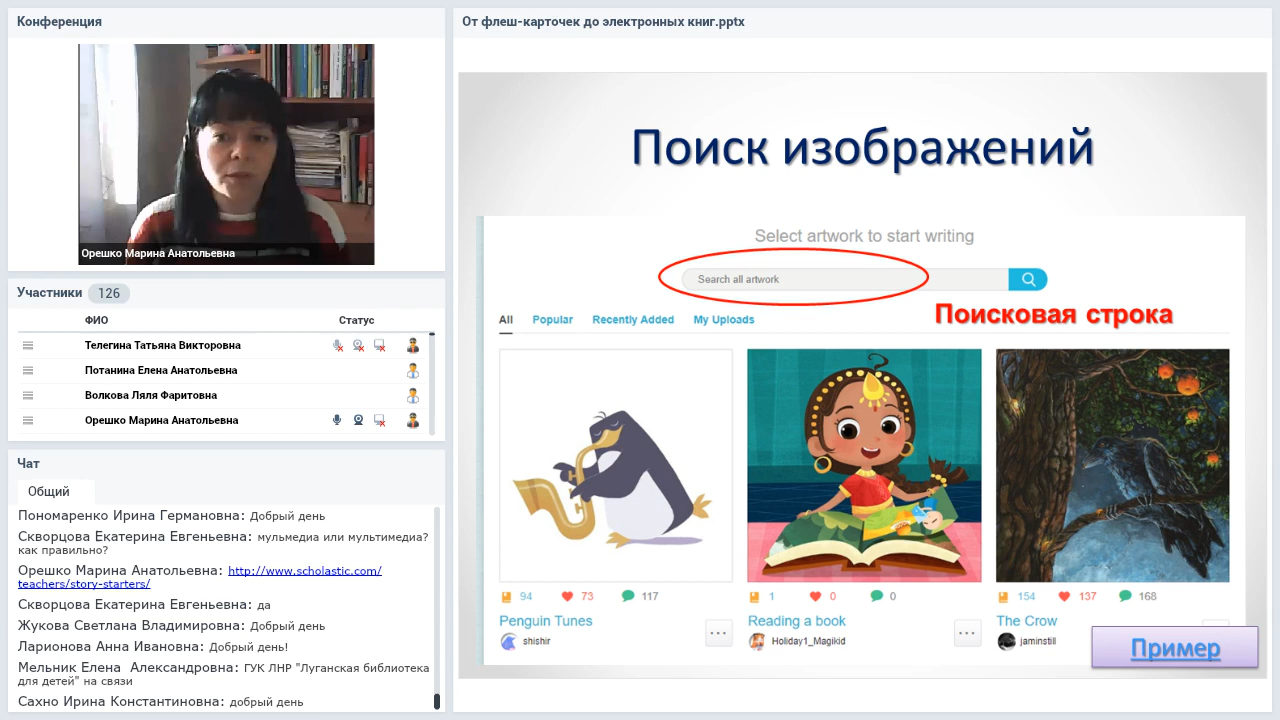 Конференция
Орешко Марина Анатольевна
Участники 126
ФИО Статус
Телегина Татьяна Викторовна
Потанина Елена Анатольевна
Волкова Ляля Фаритовна
Орешко Марина Анатольевна
Чат
Общий
Пономаренко Ирина Германовна: Добрый день
Скворцова Екатерина Евгеньевна: мульмедиа или мультимедиа?
как правильно?
Орешко Марина Анатольевна: http://www.scholastic.com/
teachers/story-starters/
Скворцова Екатерина Евгеньевна: да
Жукова Светлана Владимировна: Добрый день
Ларионова Анна Ивановна: Добрый день!
Мельник Елена Александровна: ГУК ЛНР "Луганская библиотека
для детей" на связи
Сахно Ирина Константиновна: добрый день
От флеш-карточек до электронных книг.pptx
Поиск изображений
Select artwork to start writing
Search all artwork
Поисковая строка
All Popular Recently Added My Uploads
94 73 117
Penguin Tunes
shishir
1 0 0
Reading a book
Holiday1_Magikid
154 137 168
The Crow
jaminstill
Пример